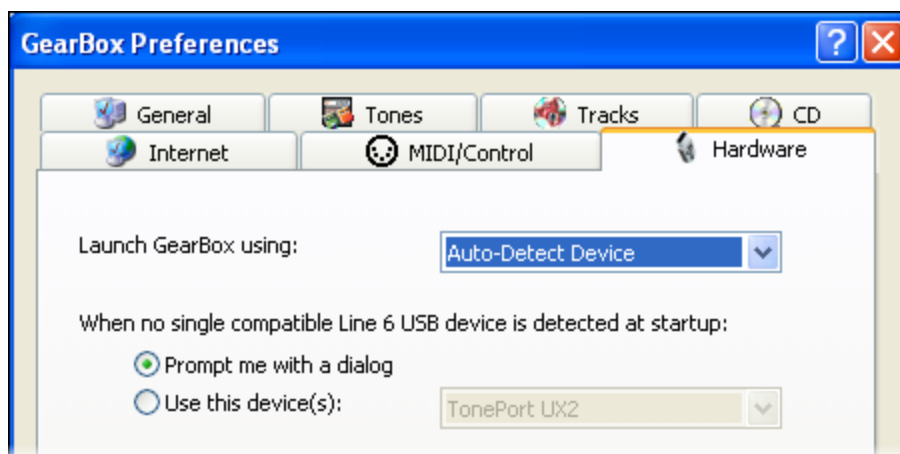 GearBox Preferences
General Tones Tracks CD
Internet MIDI/Control Hardware
Launch GearBox using: Auto-Detect Device
When no single compatible Line 6 USB device is detected at startup:
Prompt me with a dialog
Use this device(s): TonePort UX2